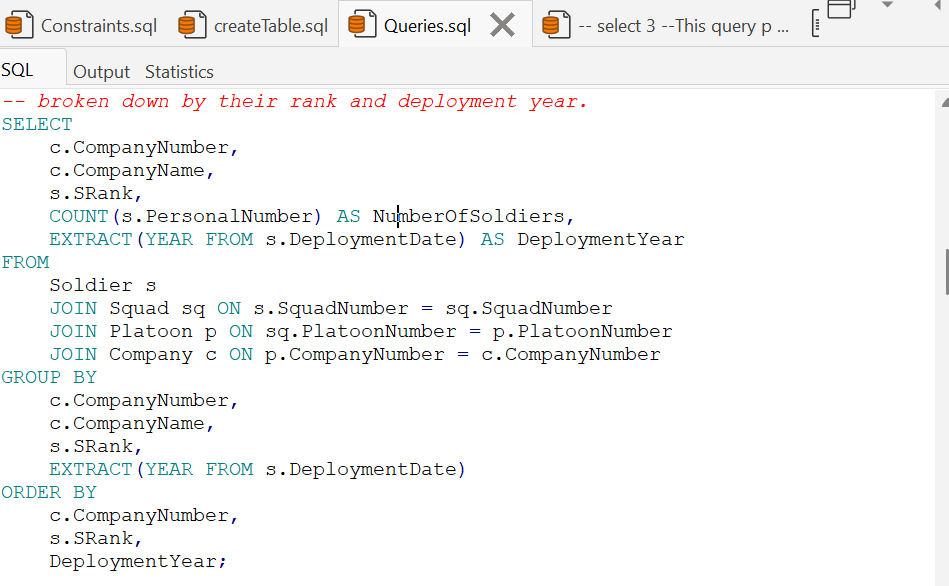 Constraints.sql createTable.sql Queries.sql -- select 3 --This query p ...
SQL Output Statistics
-- broken down by their rank and deployment year.
SELECT
    c.CompanyNumber,
    c.CompanyName,
    s.SRank,
    COUNT(s.PersonalNumber) AS NumberOfSoldiers,
    EXTRACT(YEAR FROM s.DeploymentDate) AS DeploymentYear
FROM
    Soldier s
    JOIN Squad sq ON s.SquadNumber = sq.SquadNumber
    JOIN Platoon p ON sq.PlatoonNumber = p.PlatoonNumber
    JOIN Company c ON p.CompanyNumber = c.CompanyNumber
GROUP BY
    c.CompanyNumber,
    c.CompanyName,
    s.SRank,
    EXTRACT(YEAR FROM s.DeploymentDate)
ORDER BY
    c.CompanyNumber,
    s.SRank,
    DeploymentYear;